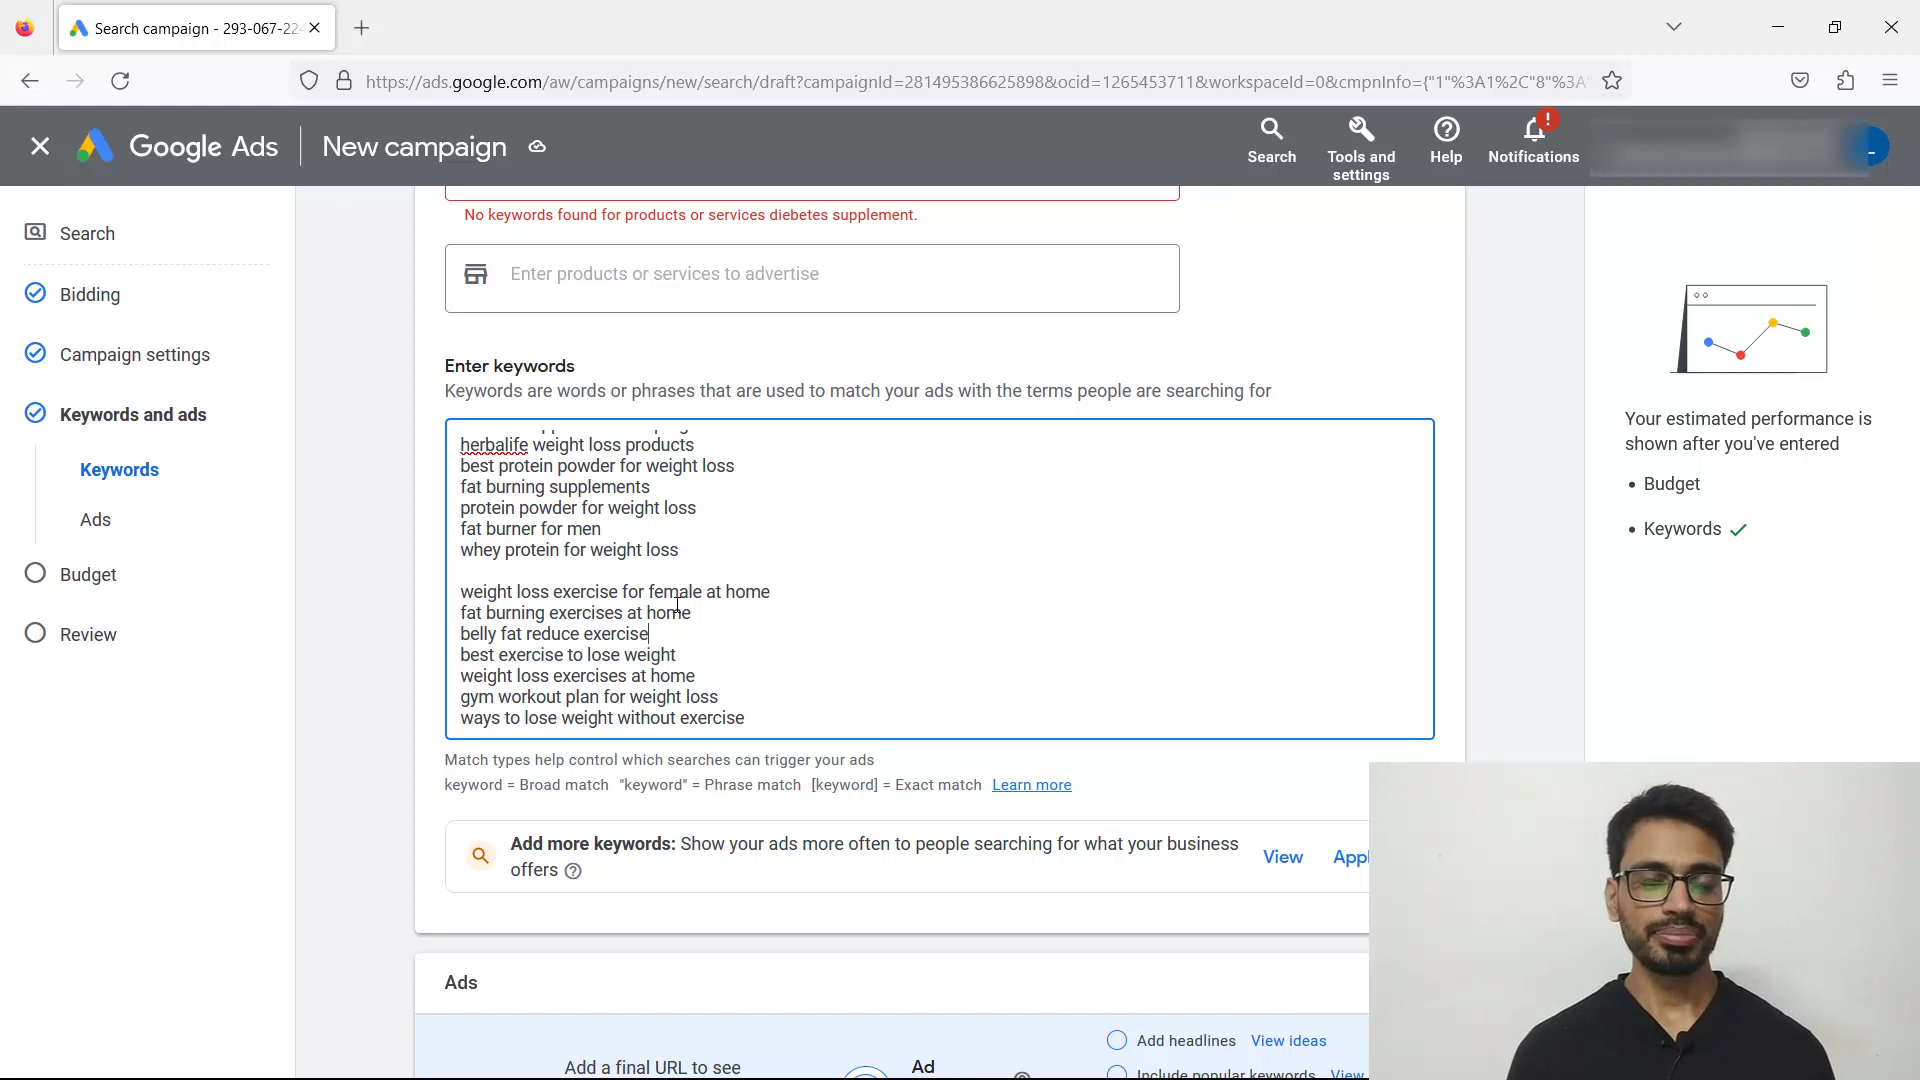 Search campaign - 293-067-224
https://ads.google.com/aw/campaigns/new/search/draft?campaignId=281495386625898&ocid=1265453711&workspaceId=0&cmpnInfo={"1"%3A1%2C"8"%3A"
Google Ads
New campaign
Search
Tools and settings
Help
Notifications
Search
Bidding
Campaign settings
Keywords and ads
Keywords
Ads
Budget
Review
No keywords found for products or services diebetes supplement.
Enter products or services to advertise
Enter keywords
Keywords are words or phrases that are used to match your ads with the terms people are searching for
herbalife weight loss products
best protein powder for weight loss
fat burning supplements
protein powder for weight loss
fat burner for men
whey protein for weight loss
weight loss exercise for female at home
fat burning exercises at home
belly fat reduce exercise
best exercise to lose weight
weight loss exercises at home
gym workout plan for weight loss
ways to lose weight without exercise
Match types help control which searches can trigger your ads
keyword = Broad match "keyword" = Phrase match [keyword] = Exact match Learn more
Add more keywords: Show your ads more often to people searching for what your business
offers
View
Appl
Ads
Add a final URL to see
Ad
Add headlines View ideas
Include popular keywords View
Your estimated performance is
shown after you've entered
• Budget
• Keywords